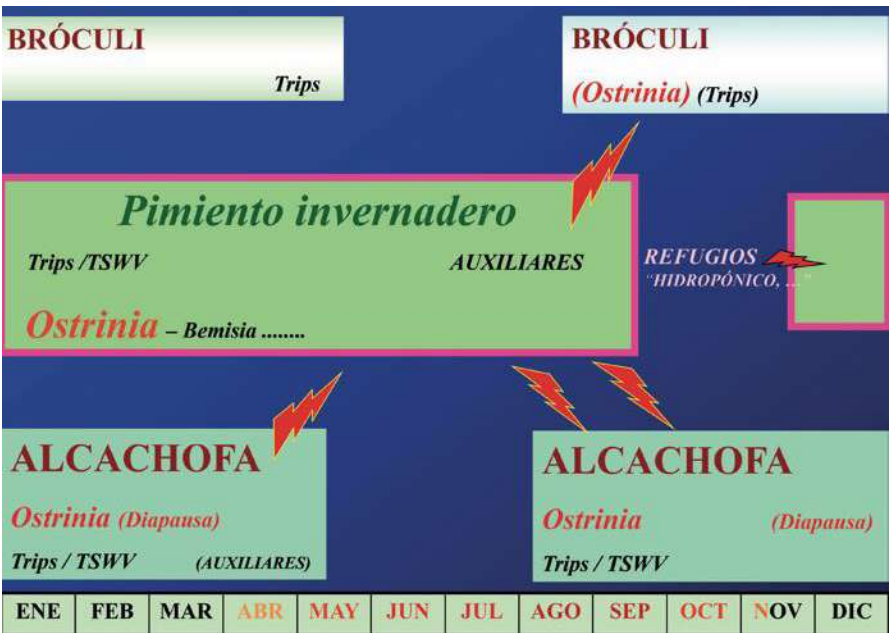 BRÓCULI
Trips
BRÓCULI
(Ostrinia) (Trips)
Pimiento invernadero
Trips /TSWV
AUXILIARES
Ostrinia – Bemisia ........
REFUGIOS
"HIDROPÓNICO, ..."
ALCACHOFA
Ostrinia (Diapausa)
Trips / TSWV (AUXILIARES)
ALCACHOFA
Ostrinia (Diapausa)
Trips / TSWV
ENE FEB MAR ABR MAY JUN JUL AGO SEP OCT NOV DIC